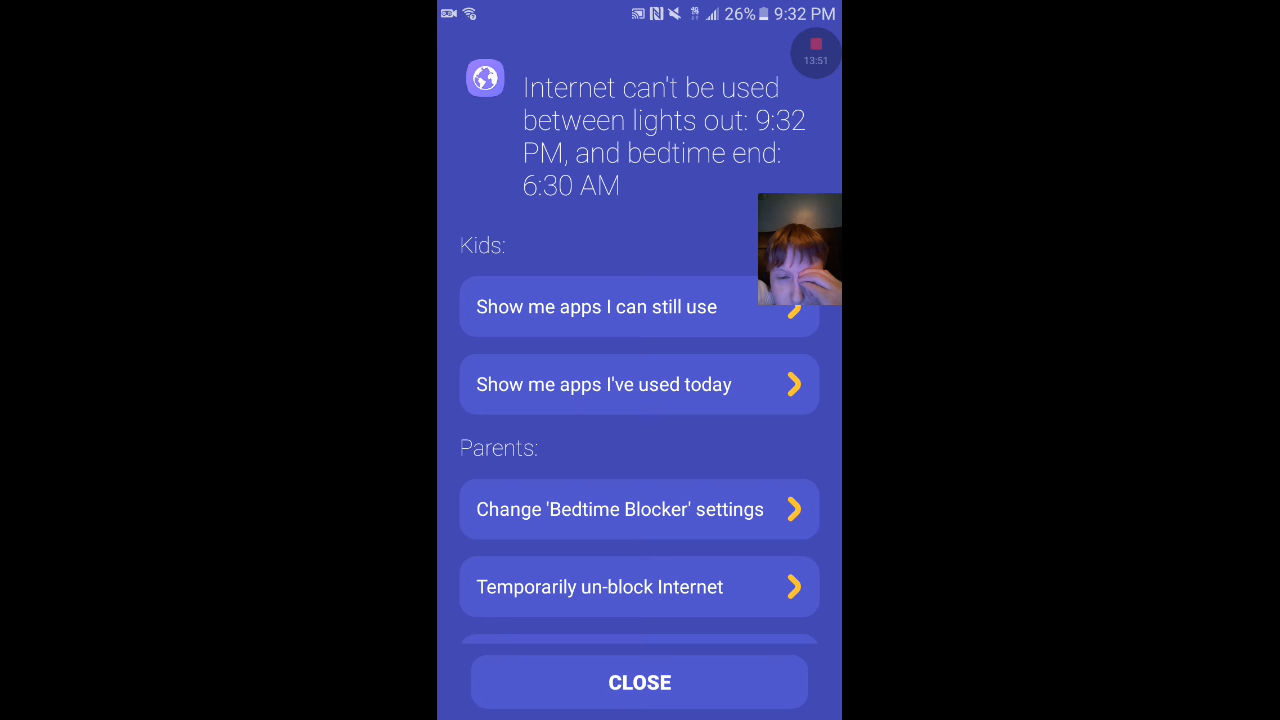 26% 9:32 PM
13:51
Internet can't be used
between lights out: 9:32
PM, and bedtime end:
6:30 AM
Kids:
Show me apps I can still use
Show me apps I've used today
Parents:
Change 'Bedtime Blocker' settings
Temporarily un-block Internet
CLOSE